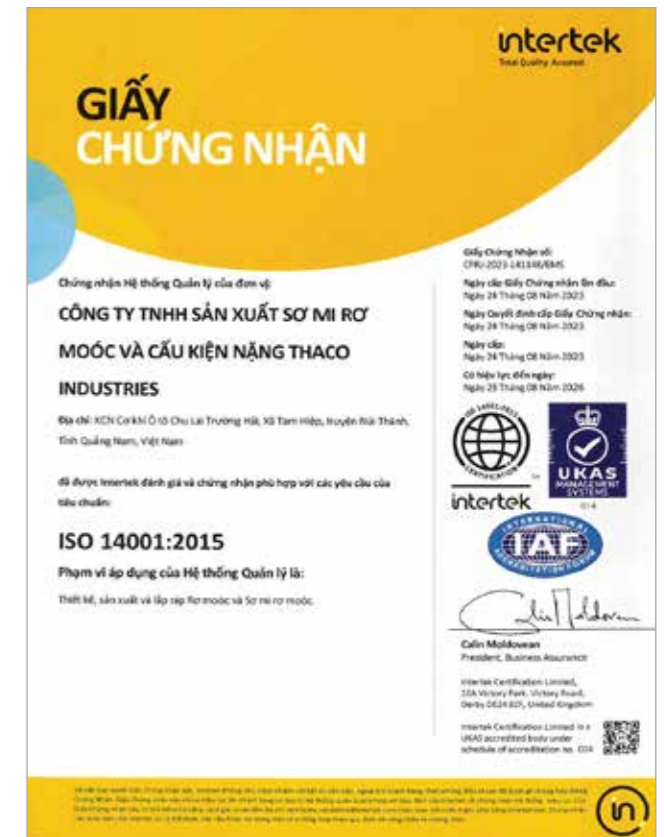 intertek
Total Quality Assured
GIẤY
CHỨNG NHẬN
Chứng nhận Hệ thống Quản lý của đơn vị:
CÔNG TY TNHH SẢN XUẤT SƠ MI RƠ
MOÓC VÀ CẤU KIỆN NẶNG THACO
INDUSTRIES
Địa chỉ: KCN Cơ khí Ô tô Chu Lai Trường Hải, Xã Tam Hiệp, Huyện Núi Thành,
Tỉnh Quảng Nam, Việt Nam
đã được Intertek đánh giá và chứng nhận phù hợp với các yêu cầu của
tiêu chuẩn:
ISO 14001:2015
Phạm vi áp dụng của Hệ thống Quản lý là:
Thiết kế, sản xuất và lắp ráp Rơ moóc và Sơ mi rơ moóc.
Giấy Chứng Nhận số:
Ngày cấp Giấy Chứng nhận lần đầu:
Ngày 24 Tháng 08 Năm 2023
Ngày Quyết định cấp Giấy Chứng nhận:
Ngày 24 Tháng 08 Năm 2023
Ngày cấp:
Ngày 24 Tháng 08 Năm 2023
Có hiệu lực đến ngày:
Ngày 23 Tháng 08 Năm 2026
ISO 14001:2015
CERTIFICATION
intertek
UKAS
MANAGEMENT
SYSTEMS
014
INTERNATIONAL
IAF
ACCREDITATION FORUM
Calin Moldovean
President, Business Assurance
Intertek Certification Limited,
10A Victory Park, Victory Road,
Derby DE24 8ZF, United Kingdom
Intertek Certification Limited is a
UKAS accredited body under
schedule of accreditation no. 014
in